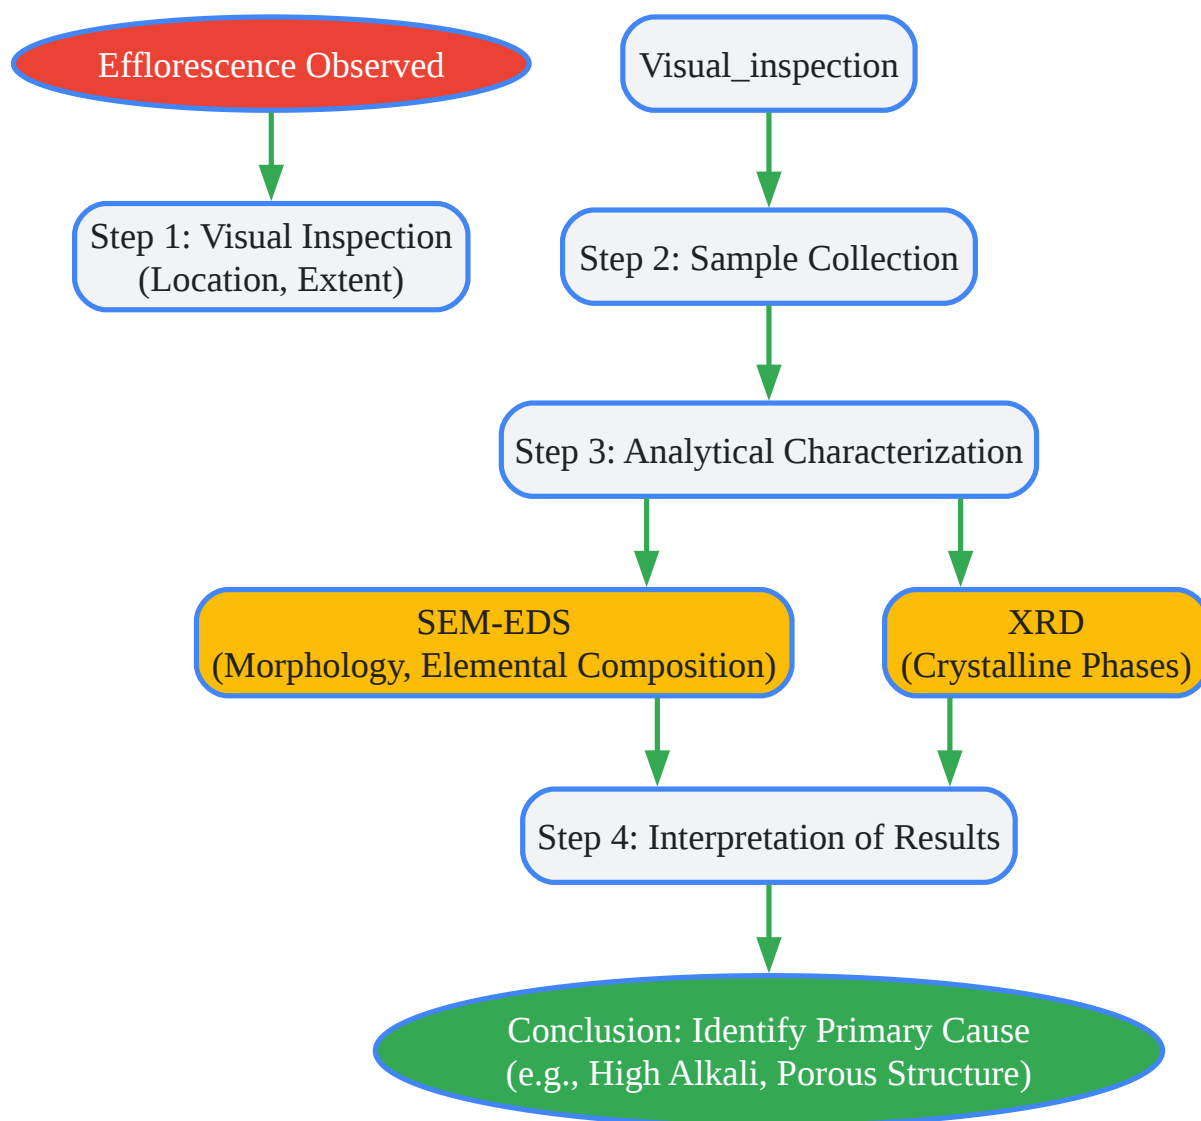 Efflorescence Observed
Visual_inspection
Step 1: Visual Inspection
(Location, Extent)
Step 2: Sample Collection
Step 3: Analytical Characterization
SEM-EDS
(Morphology, Elemental Composition)
XRD
(Crystalline Phases)
Step 4: Interpretation of Results
Conclusion: Identify Primary Cause
(e.g., High Alkali, Porous Structure)